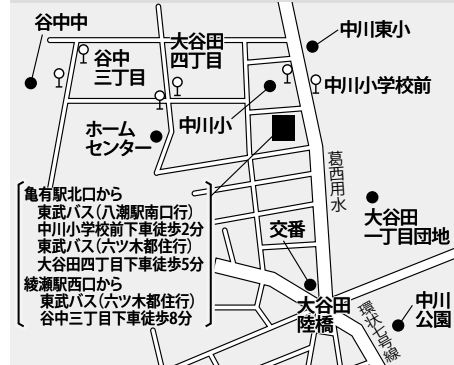 谷中中
中川東小
大谷田
四丁目
谷中
三丁目
中川小学校前
中川小
ホーム
センター
葛西用水
亀有駅北口から
東武バス(八潮駅南口行)
中川小学校前下車徒歩2分
東武バス(六ツ木都住行)
大谷田四丁目下車徒歩5分
綾瀬駅西口から
東武バス(六ツ木都住行)
谷中三丁目下車徒歩8分
大谷田
一丁目団地
交番
大谷田
陸橋
環状七号線
中川
公園